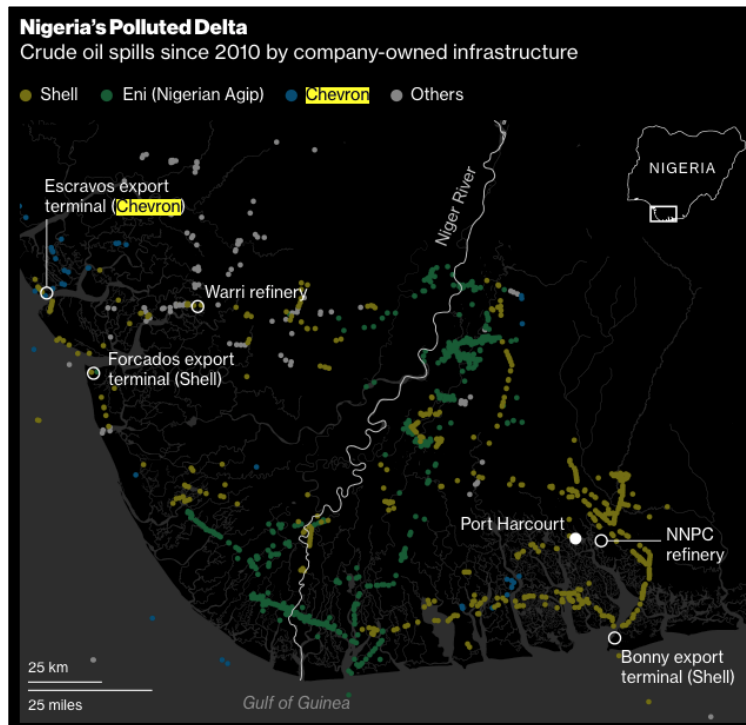 Nigeria's Polluted Delta
Crude oil spills since 2010 by company-owned infrastructure
Shell
Eni (Nigerian Agip)
Chevron
Others
NIGERIA
Escravos export
terminal (Chevron)
Niger River
Warri refinery
Forcados export
terminal (Shell)
Port Harcourt
NNPC
refinery
Bonny export
terminal (Shell)
25 km
25 miles
Gulf of Guinea